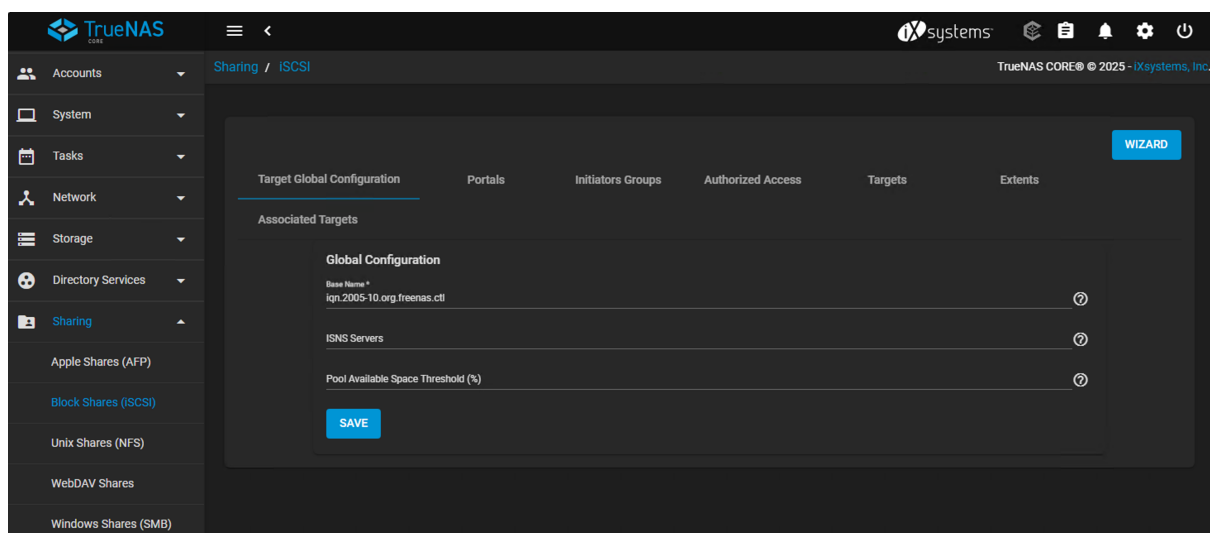 TrueNAS
CORE
iXsystems
Accounts
Sharing / iSCSI
TrueNAS CORE® © 2025 - iXsystems, Inc.
System
Tasks
WIZARD
Target Global Configuration
Portals
Initiators Groups
Authorized Access
Targets
Extents
Network
Associated Targets
Storage
Global Configuration
Directory Services
Base Name *
iqn.2005-10.org.freenas.ctl
Sharing
ISNS Servers
Apple Shares (AFP)
Pool Available Space Threshold (%)
Block Shares (iSCSI)
SAVE
Unix Shares (NFS)
WebDAV Shares
Windows Shares (SMB)